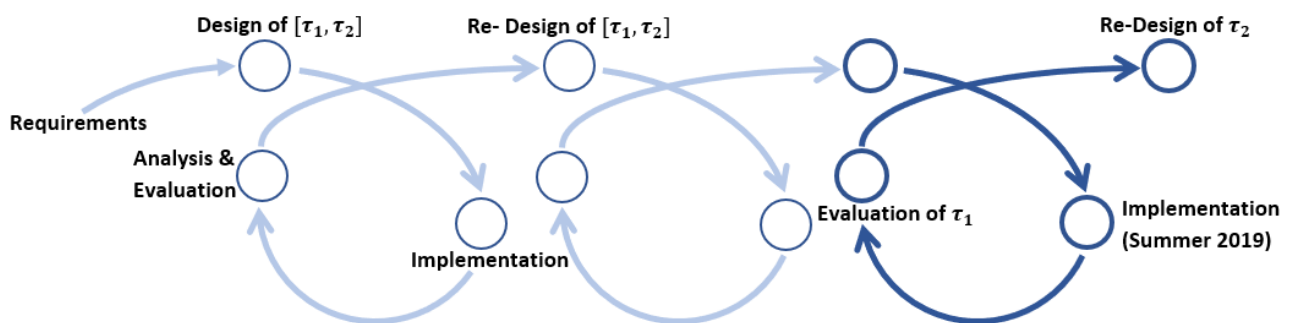 Design of [τ₁, τ₂]
Re- Design of [τ₁, τ₂]
Re-Design of τ₂
Requirements
Analysis &
Evaluation
Implementation
Evaluation of τ₁
Implementation
(Summer 2019)